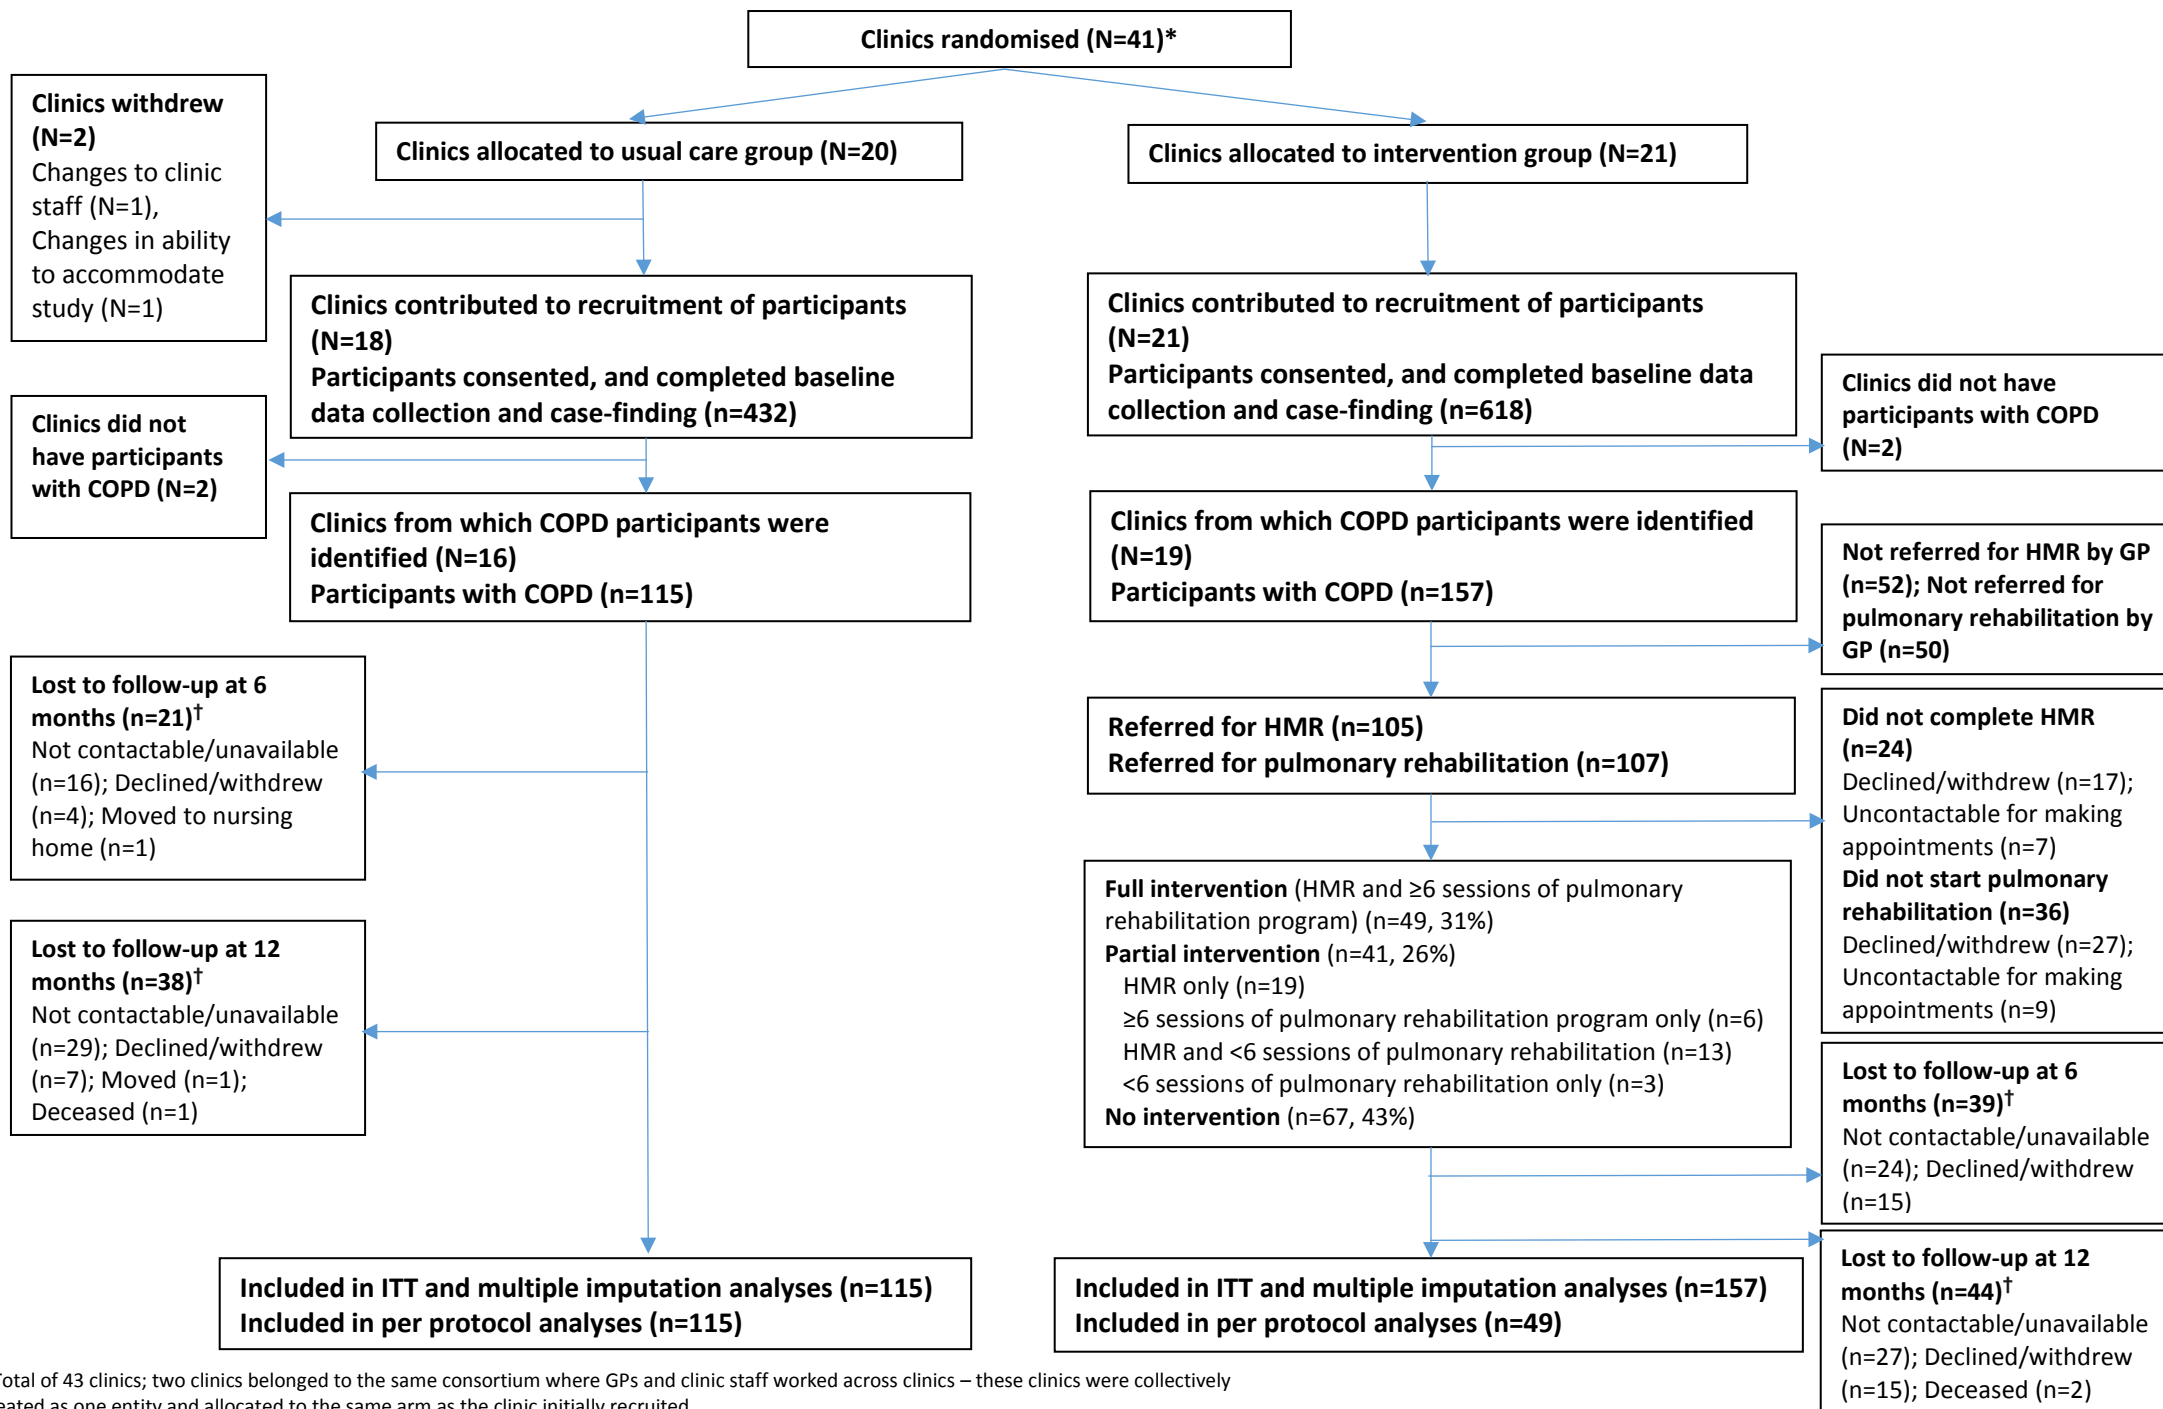 Clinics randomised (N=41)*
Clinics withdrew
(N=2)
Changes to clinic
staff (N=1),
Changes in ability
to accommodate
study (N=1)
Clinics allocated to usual care group (N=20)
Clinics allocated to intervention group (N=21)
Clinics contributed to recruitment of participants
(N=18)
Participants consented, and completed baseline
data collection and case-finding (n=432)
Clinics contributed to recruitment of participants
(N=21)
Participants consented, and completed baseline data
collection and case-finding (n=618)
Clinics did not have
participants with COPD
(N=2)
Clinics did not
have participants
with COPD (N=2)
Clinics from which COPD participants were
identified (N=16)
Participants with COPD (n=115)
Clinics from which COPD participants were identified
(N=19)
Participants with COPD (n=157)
Not referred for HMR by GP
(n=52); Not referred for
pulmonary rehabilitation by
GP (n=50)
Lost to follow-up at 6
months (n=21)†
Not contactable/unavailable
(n=16); Declined/withdrew
(n=4); Moved to nursing
home (n=1)
Referred for HMR (n=105)
Referred for pulmonary rehabilitation (n=107)
Did not complete HMR
(n=24)
Declined/withdrew (n=17);
Uncontactable for making
appointments (n=7)
Did not start pulmonary
rehabilitation (n=36)
Declined/withdrew (n=27);
Uncontactable for making
appointments (n=9)
Lost to follow-up at 12
months (n=38)†
Not contactable/unavailable
(n=29); Declined/withdrew
(n=7); Moved (n=1);
Deceased (n=1)
Full intervention (HMR and ≥6 sessions of pulmonary
rehabilitation program) (n=49, 31%)
Partial intervention (n=41, 26%)
HMR only (n=19)
≥6 sessions of pulmonary rehabilitation program only (n=6)
HMR and <6 sessions of pulmonary rehabilitation (n=13)
<6 sessions of pulmonary rehabilitation only (n=3)
No intervention (n=67, 43%)
Lost to follow-up at 6
months (n=39)†
Not contactable/unavailable
(n=24); Declined/withdrew
(n=15)
Included in ITT and multiple imputation analyses (n=115)
Included in per protocol analyses (n=115)
Included in ITT and multiple imputation analyses (n=157)
Included in per protocol analyses (n=49)
Lost to follow-up at 12
months (n=44)†
Not contactable/unavailable
(n=27); Declined/withdrew
(n=15); Deceased (n=2)
Total of 43 clinics; two clinics belonged to the same consortium where GPs and clinic staff worked across clinics – these clinics were collectively
eated as one entity and allocated to the same arm as the clinic initially recruited